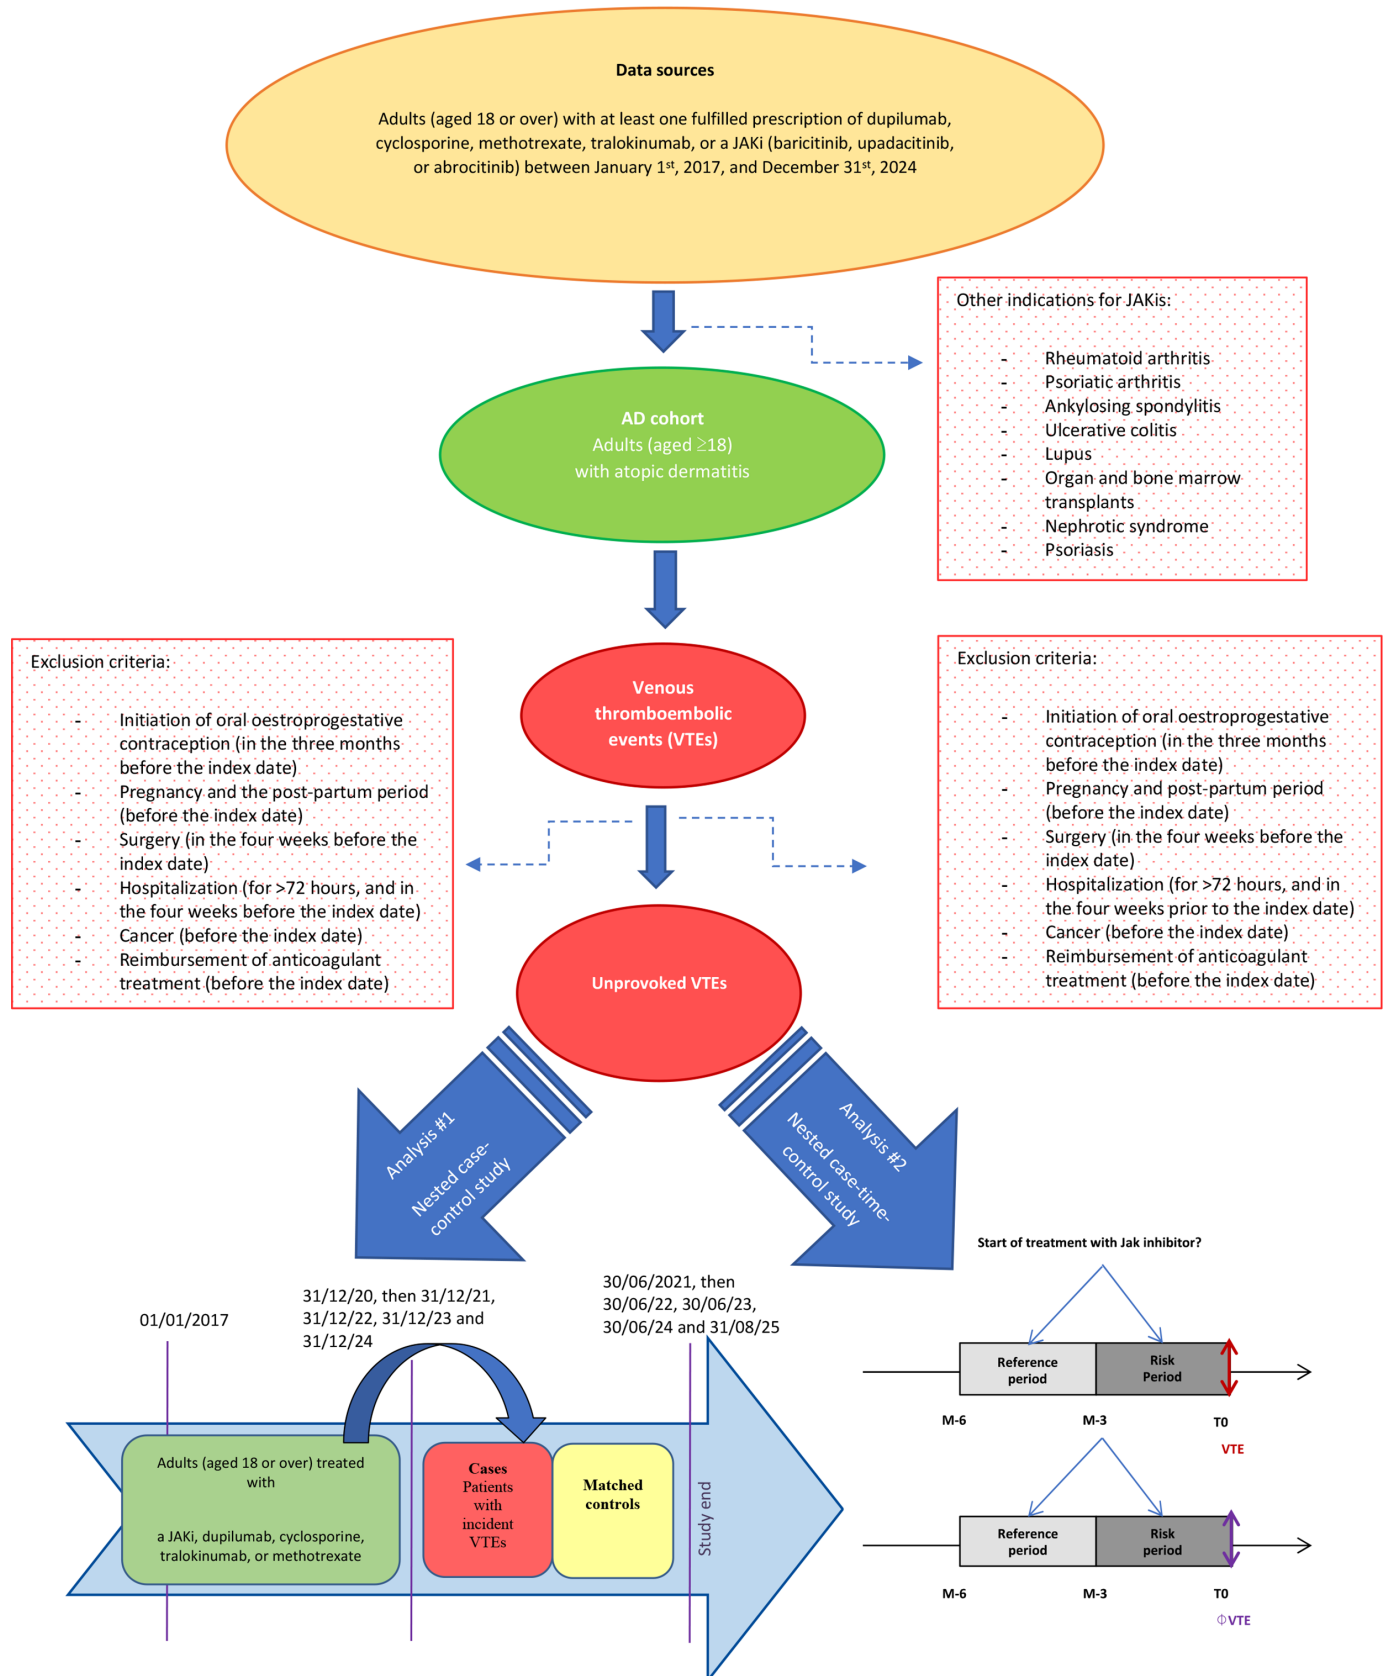 Data sources
Adults (aged 18 or over) with at least one fulfilled prescription of dupilumab,
cyclosporine, methotrexate, tralokinumab, or a JAKi (baricitinib, upadacitinib,
or abrocitinib) between January 1st, 2017, and December 31st, 2024
Other indications for JAKis:
- Rheumatoid arthritis
- Psoriatic arthritis
- Ankylosing spondylitis
- Ulcerative colitis
- Lupus
- Organ and bone marrow
transplants
- Nephrotic syndrome
- Psoriasis
AD cohort
Adults (aged ≥18)
with atopic dermatitis
Venous
thromboembolic
events (VTEs)
Exclusion criteria:
- Initiation of oral oestroprogestative
contraception (in the three months
before the index date)
- Pregnancy and the post-partum period
(before the index date)
- Surgery (in the four weeks before the
index date)
- Hospitalization (for >72 hours, and in
the four weeks before the index date)
- Cancer (before the index date)
- Reimbursement of anticoagulant
treatment (before the index date)
Exclusion criteria:
- Initiation of oral oestroprogestative
contraception (in the three months
before the index date)
- Pregnancy and post-partum period
(before the index date)
- Surgery (in the four weeks before the
index date)
- Hospitalization (for >72 hours, and in
the four weeks prior to the index date)
- Cancer (before the index date)
- Reimbursement of anticoagulant
treatment (before the index date)
Unprovoked VTEs
Analysis #1
Nested case-
control study
Analysis #2
Nested case-time-
control study
01/01/2017
31/12/20, then 31/12/21,
31/12/22, 31/12/23 and
31/12/24
30/06/2021, then
30/06/22, 30/06/23,
30/06/24 and 31/08/25
Adults (aged 18 or over) treated
with
a JAKi, dupilumab, cyclosporine,
tralokinumab, or methotrexate
Cases
Patients
with
incident
VTEs
Matched
controls
Study end
Start of treatment with Jak inhibitor?
Reference
period
Risk
Period
M-6
M-3
T0
VTE
Reference
period
Risk
period
M-6
M-3
T0
ΦVTE